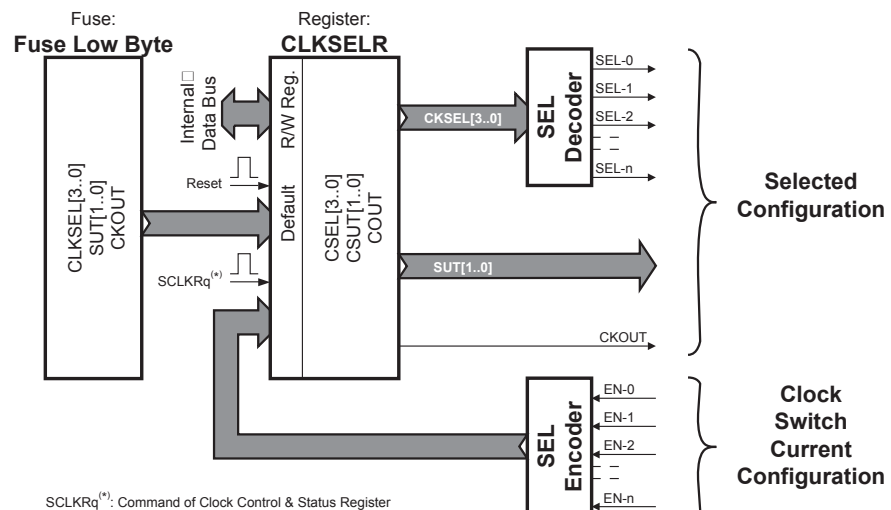 Fuse:
Fuse Low Byte
Register:
CLKSELR
CLKSEL[3..0]
SUT[1..0]
CKOUT
Internal□
Data Bus
R/W Reg.
Reset
Default
SCLKRq(*)
CSEL[3..0]
CSUT[1..0]
COUT
CKSEL[3..0]
SUT[1..0]
CKOUT
SEL
Decoder
SEL-0
SEL-1
SEL-2
SEL-n
Selected
Configuration
SEL
Encoder
EN-0
EN-1
EN-2
EN-n
Clock
Switch
Current
Configuration
SCLKRq(*): Command of Clock Control & Status Register